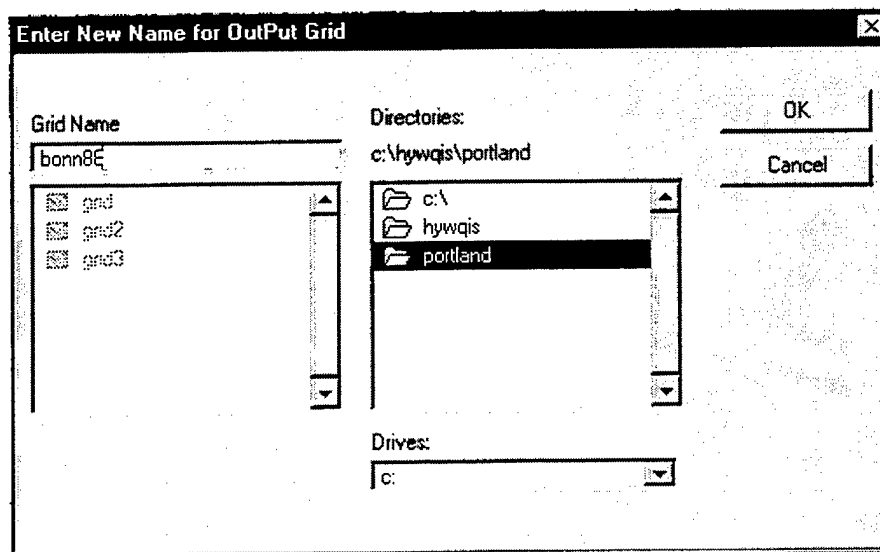 Enter New Name for OutPut Grid
Grid Name
grid
grid2
grid3
Directories:
c:\hywqis\portland
c:\
hywqis
portland
Drives:
c:
OK
Cancel